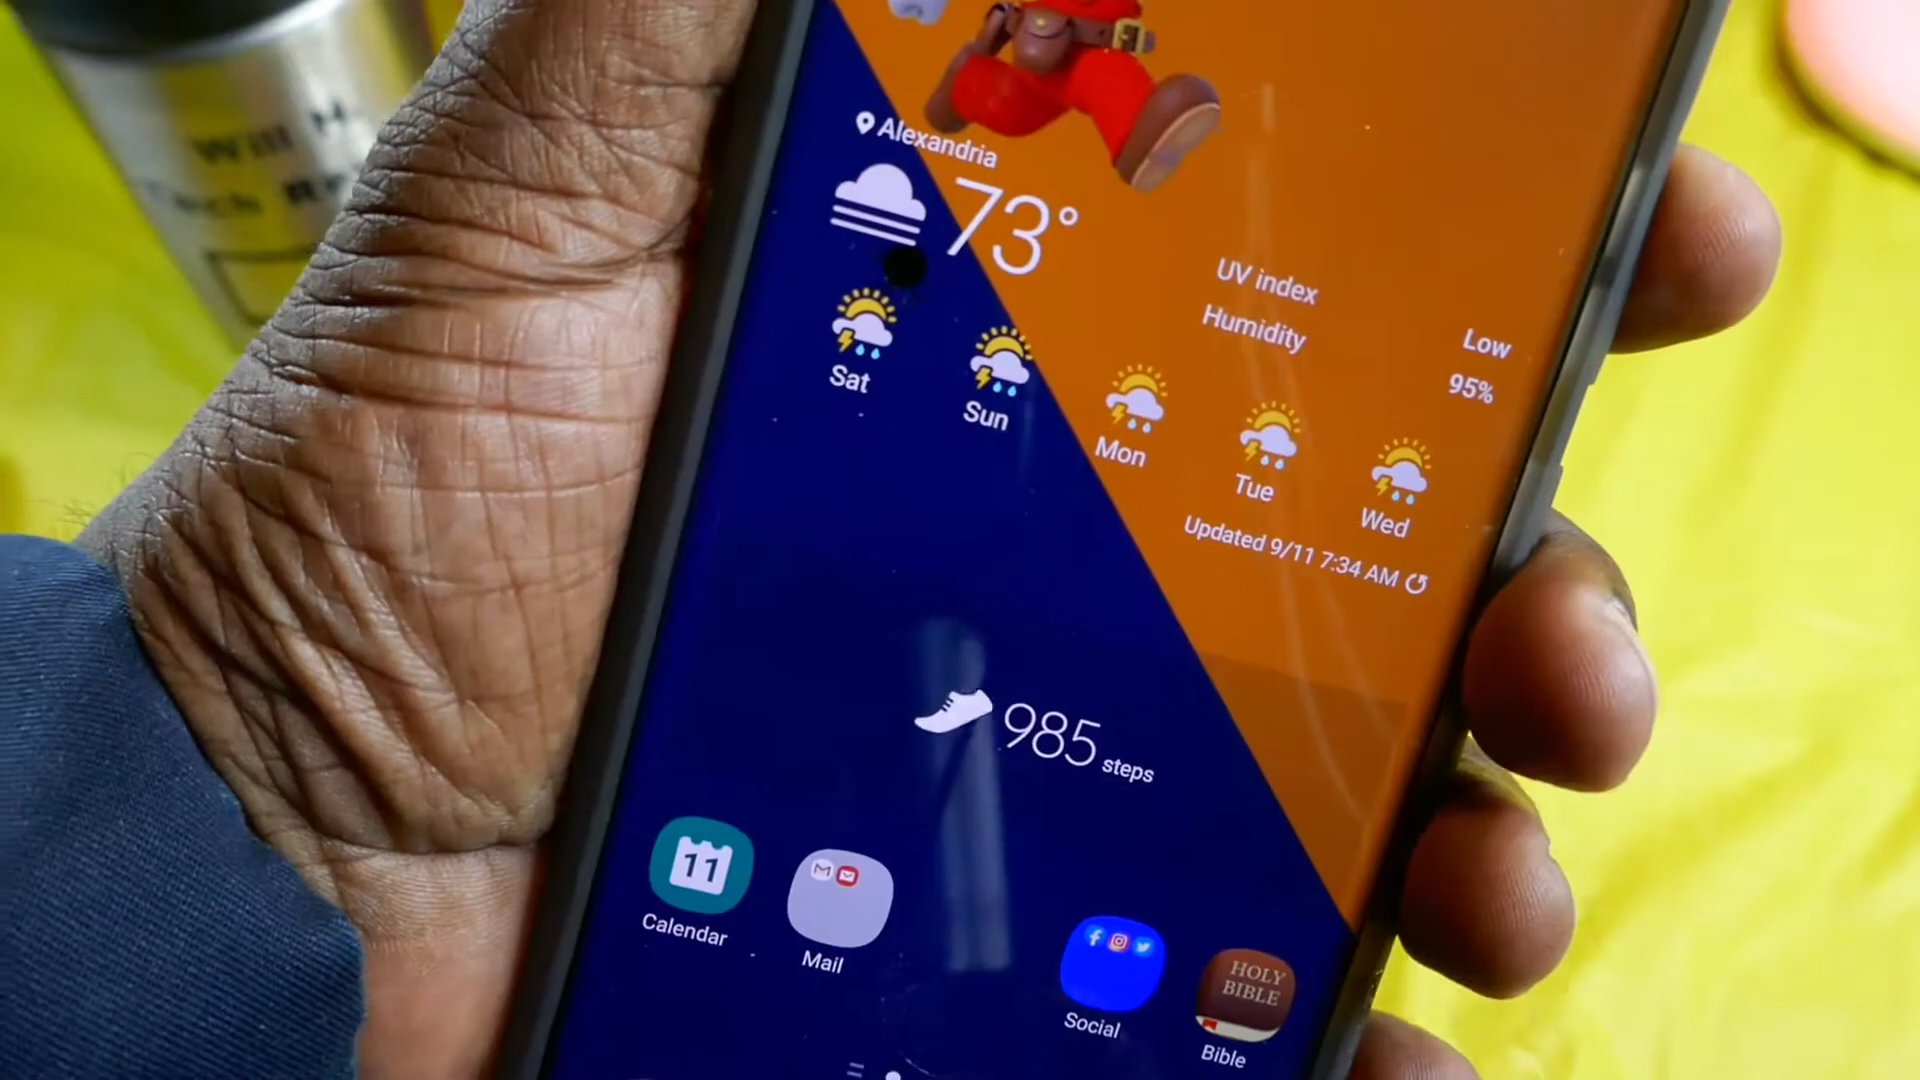 Will
Alexandria
73°
UV index
Low
Humidity
95%
Sat
Sun
Mon
Tue
Wed
Updated 9/11 7:34 AM
985 steps
11
Calendar
Mail
Social
HOLY
BIBLE
Bible